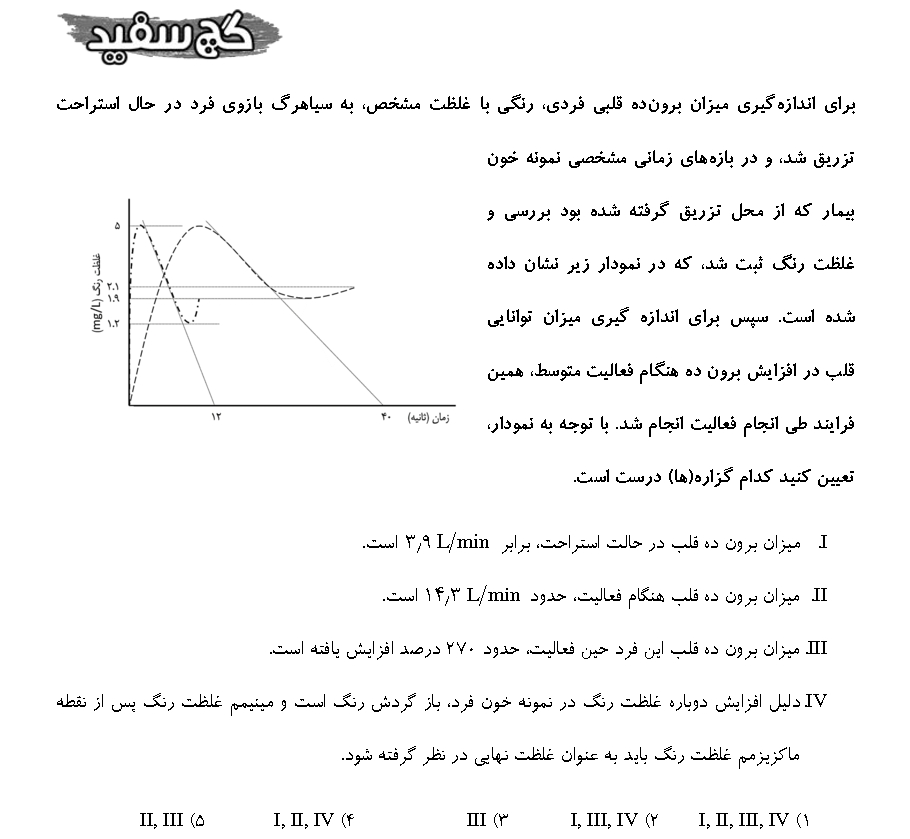 گچ سفید
برای اندازه‌گیری میزان برون‌ده قلبی فردی، رنگی با غلظت مشخص، به سیاهرگ بازوی فرد در حال استراحت
تزریق شد، و در بازه‌های زمانی مشخصی نمونه خون
بیمار که از محل تزریق گرفته شده بود بررسی و
غلظت رنگ ثبت شد، که در نمودار زیر نشان داده
شده است. سپس برای اندازه گیری میزان توانایی
قلب در افزایش برون ده هنگام فعالیت متوسط، همین
فرایند طی انجام فعالیت انجام شد. با توجه به نمودار،
تعیین کنید کدام گزاره(ها) درست است.
غلظت رنگ (mg/L)
۵
۲.۱
۱.۹
۱.۲
۱۲
۴۰
زمان (ثانیه)
I. میزان برون ده قلب در حالت استراحت، برابر ۳٫۹ L/min است.
II. میزان برون ده قلب هنگام فعالیت، حدود ۱۴٫۳ L/min است.
III. میزان برون ده قلب این فرد حین فعالیت، حدود ۲۷۰ درصد افزایش یافته است.
IV. دلیل افزایش دوباره غلظت رنگ در نمونه خون فرد، باز گردش رنگ است و مینیمم غلظت رنگ پس از نقطه
ماکزیزمم غلظت رنگ باید به عنوان غلظت نهایی در نظر گرفته شود.
۱) I, II, III, IV ۲) I, III, IV ۳) III ۴) I, II, IV ۵) II, III